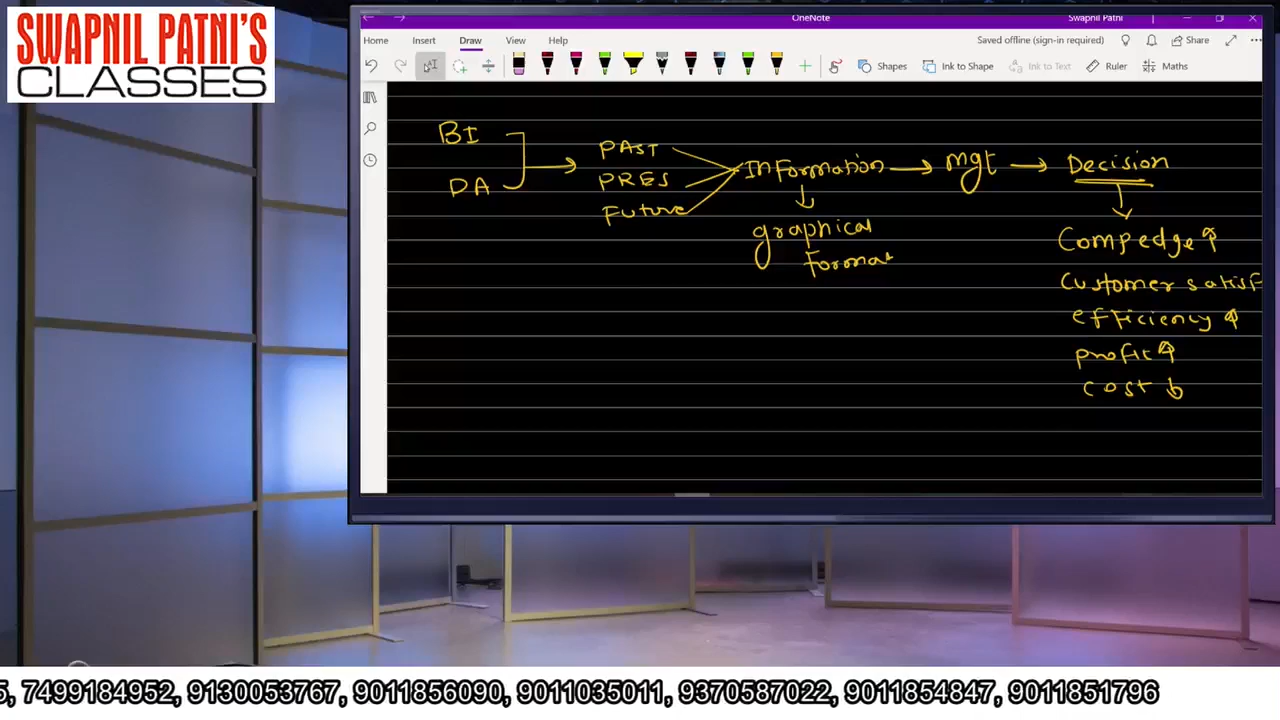 SWAPNIL PATNI'S
CLASSES
OneNote
Swapnil Patni
Home Insert Draw View Help
Saved offline (sign-in required)
Share
Shapes
Ink to Shape
Ink to Text
Ruler
Maths
BI
DA
PAST
PRES
Future
Information
graphical
format
mgt
Decision
Compedge
Customer satisf
efficiency
profit
cost
5, 7499184952, 9130053767, 9011856090, 9011035011, 9370587022, 9011854847, 9011851796